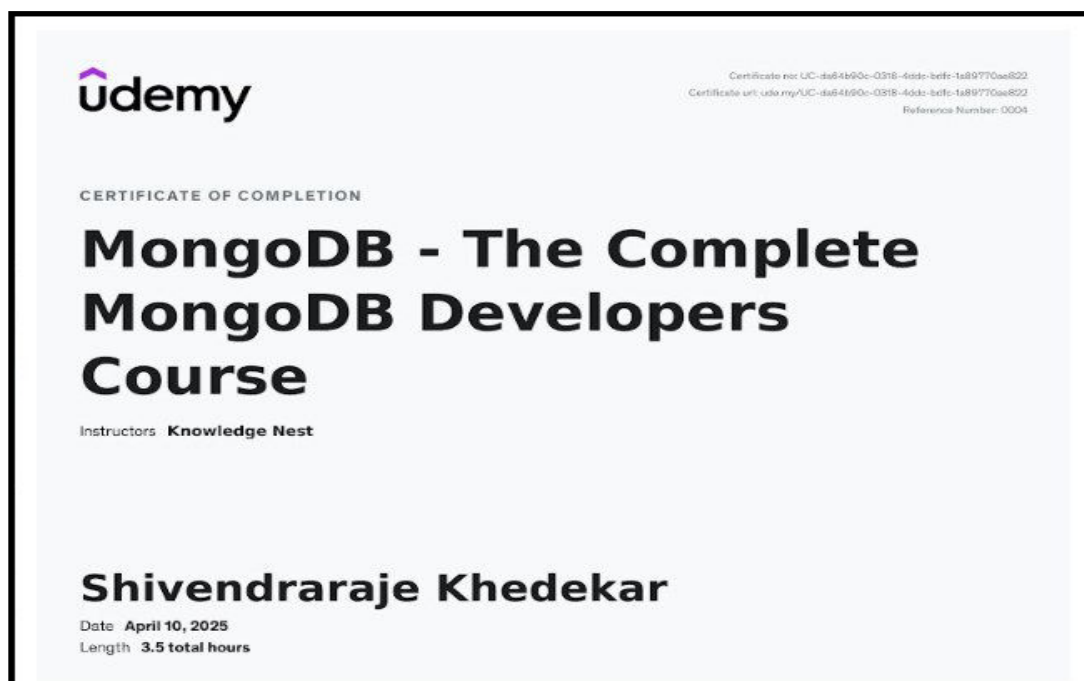 udemy
Certificate no: UC-da64b90c-0318-4ddc-bdfc-1a89770ae822
Certificate url: ude.my/UC-da64b90c-0318-4ddc-bdfc-1a89770ae822
Reference Number: 0004
CERTIFICATE OF COMPLETION
MongoDB - The Complete
MongoDB Developers
Course
Instructors Knowledge Nest
Shivendraraje Khedekar
Date April 10, 2025
Length 3.5 total hours